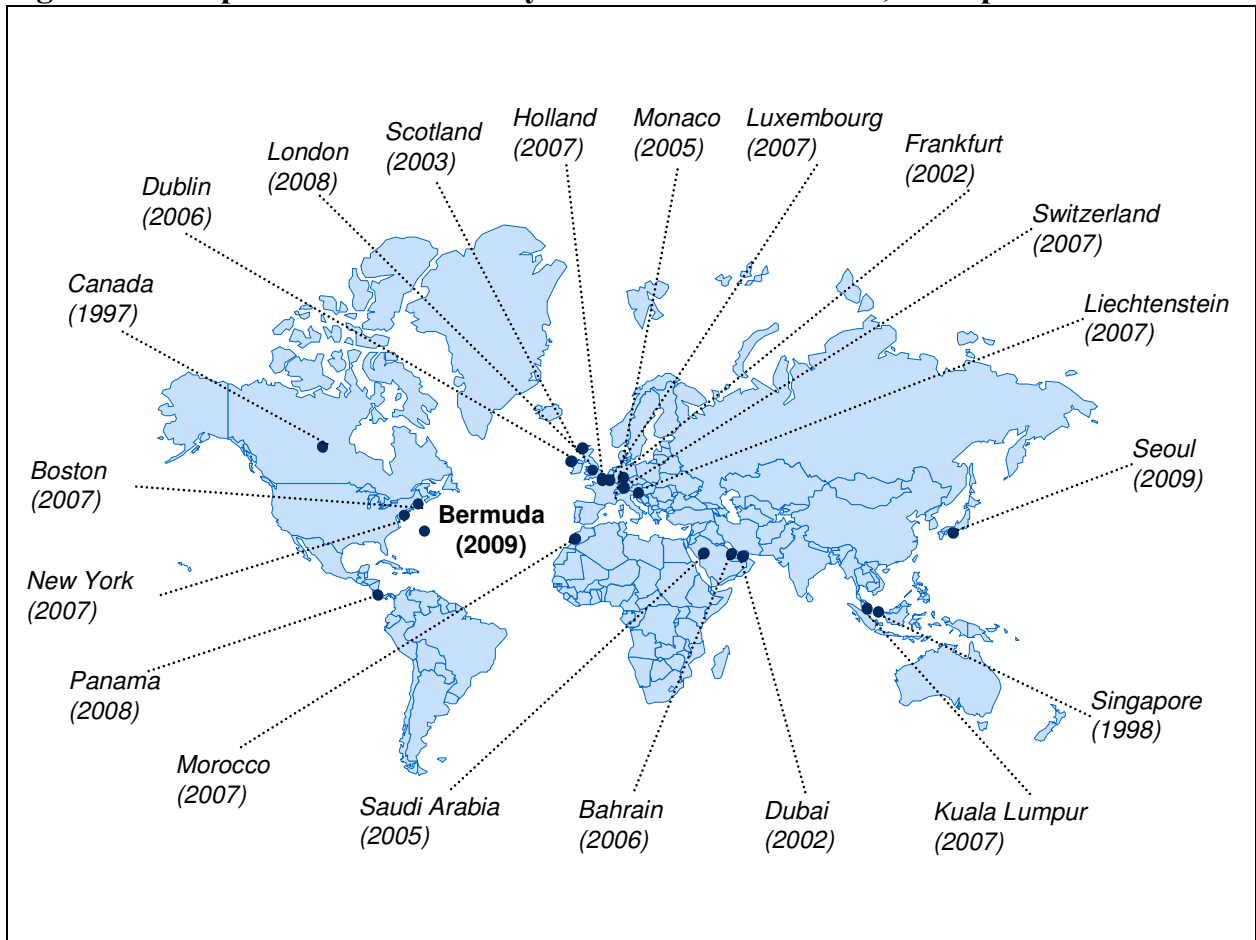 Holland
(2007)
Monaco
(2005)
Luxembourg
(2007)
Scotland
(2003)
Frankfurt
(2002)
London
(2008)
Dublin
(2006)
Switzerland
(2007)
Canada
(1997)
Liechtenstein
(2007)
Boston
(2007)
Seoul
(2009)
Bermuda
(2009)
New York
(2007)
Panama
(2008)
Singapore
(1998)
Morocco
(2007)
Saudi Arabia
(2005)
Bahrain
(2006)
Dubai
(2002)
Kuala Lumpur
(2007)